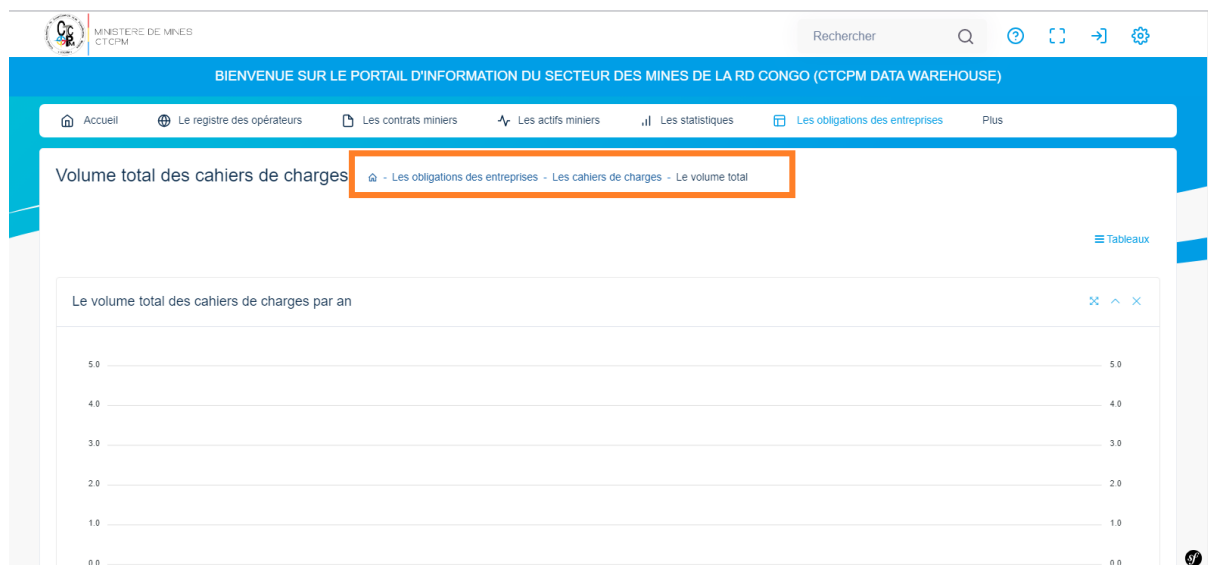 MINISTERE DE MINES
CTCPM
Rechercher
BIENVENUE SUR LE PORTAIL D'INFORMATION DU SECTEUR DES MINES DE LA RD CONGO (CTCPM DATA WAREHOUSE)
Accueil Le registre des opérateurs Les contrats miniers Les actifs miniers Les statistiques Les obligations des entreprises Plus
Volume total des cahiers de charges - Les obligations des entreprises - Les cahiers de charges - Le volume total
Tableaux
Le volume total des cahiers de charges par an
5.0 5.0
4.0 4.0
3.0 3.0
2.0 2.0
1.0 1.0
0.0 0.0
sf